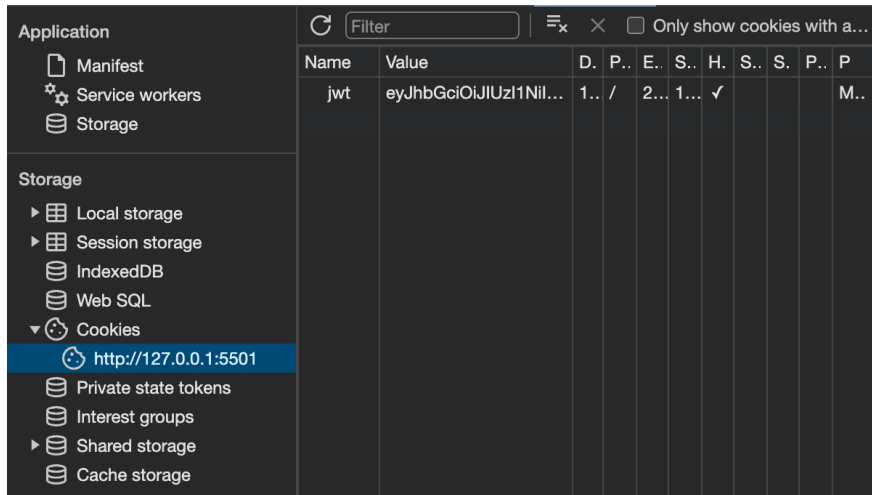 Application
Manifest
Service workers
Storage
Storage
Local storage
Session storage
IndexedDB
Web SQL
Cookies
http://127.0.0.1:5501
Private state tokens
Interest groups
Shared storage
Cache storage
Filter
Only show cookies with a...
Name Value D. P.. E.. S.. H. S.. S. P.. P
jwt eyJhbGciOiJIUzI1NiI... 1... / 2... 1... ✓ M...